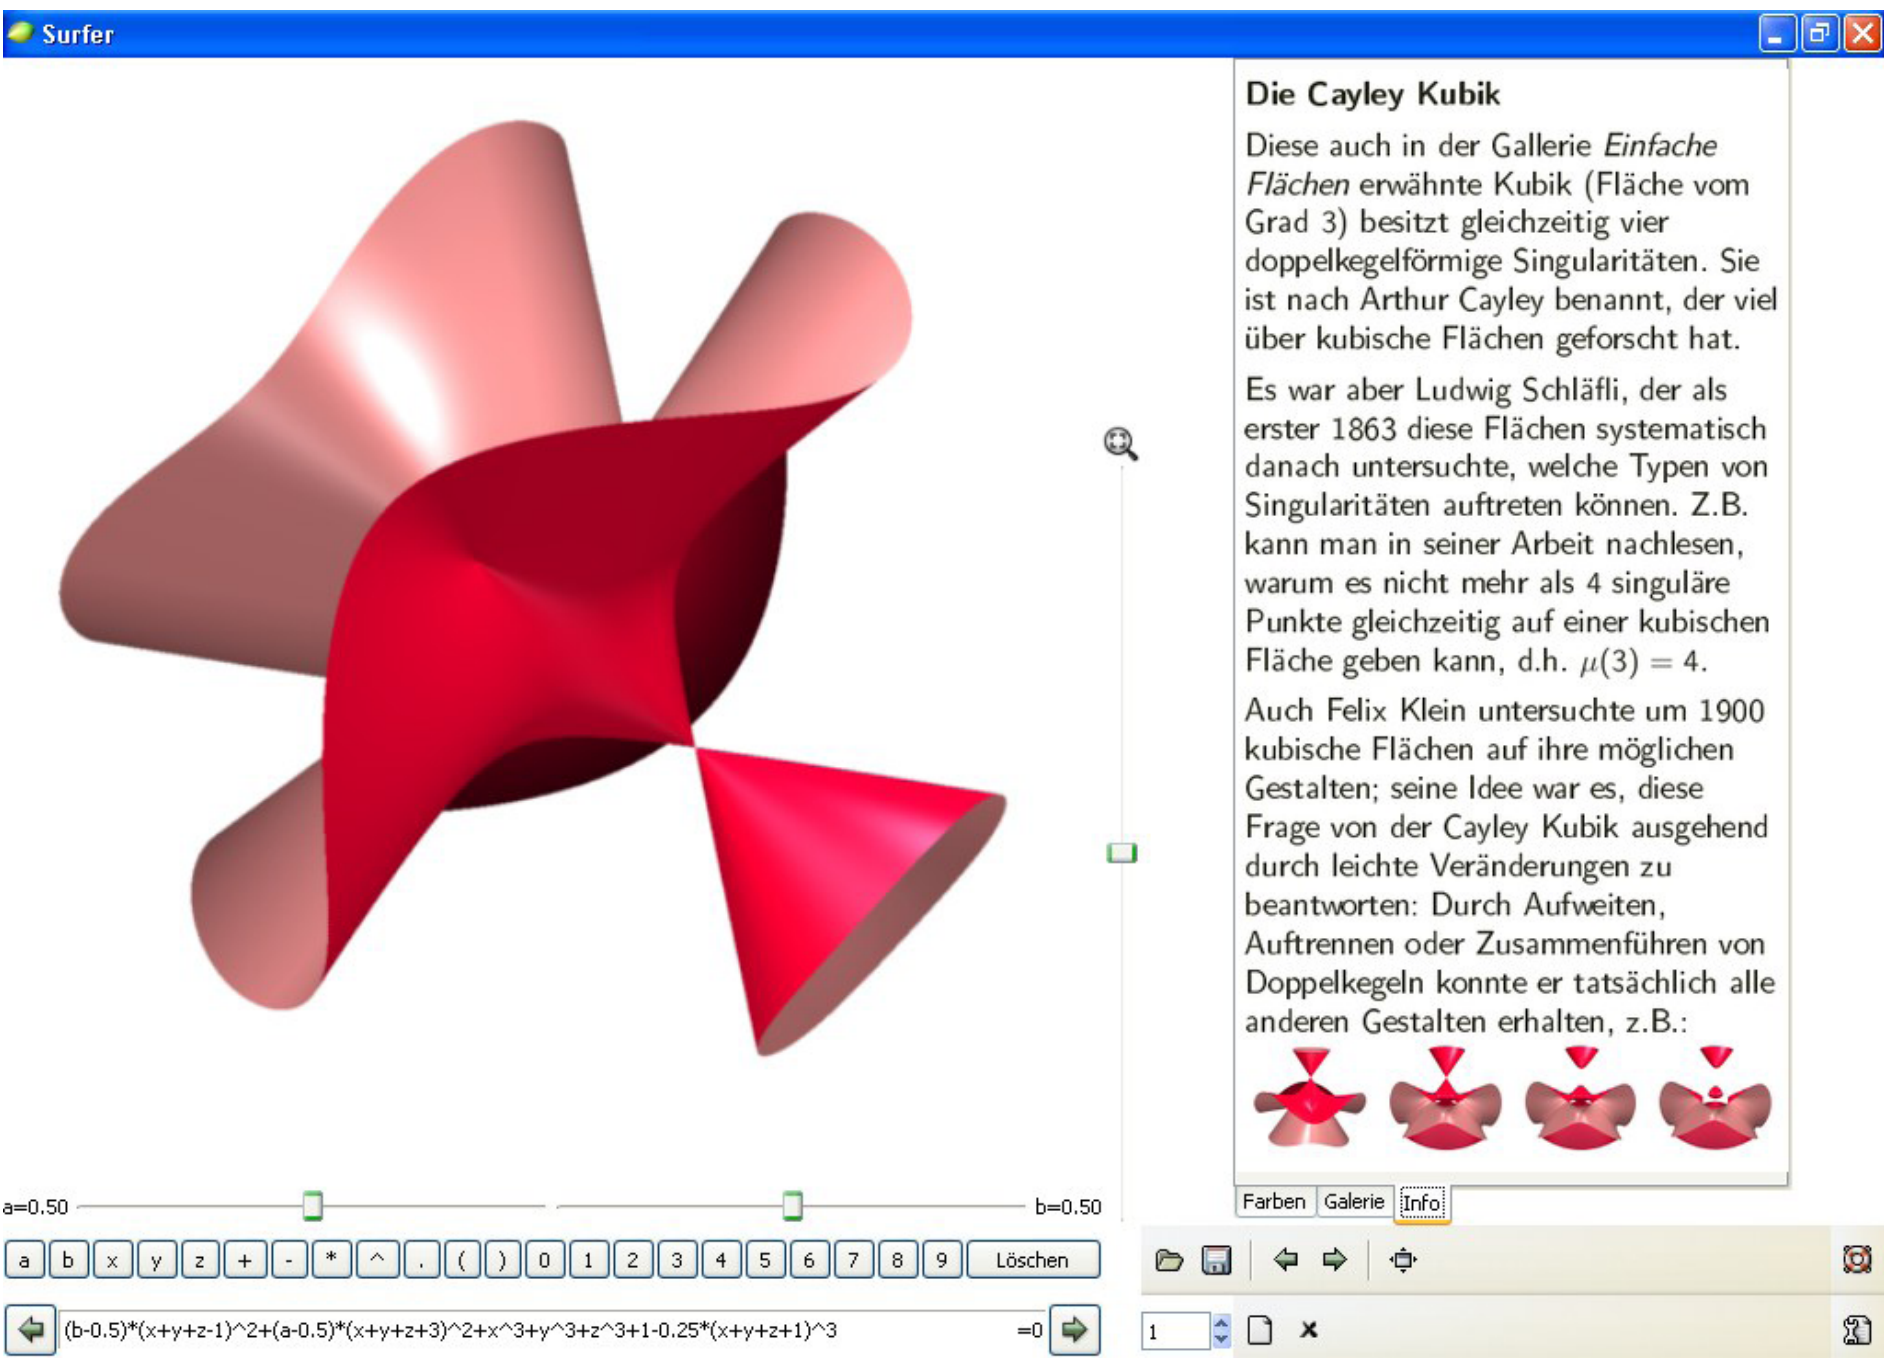 Surfer
Die Cayley Kubik
Diese auch in der Gallerie Einfache
Flächen erwähnte Kubik (Fläche vom
Grad 3) besitzt gleichzeitig vier
doppelkegelförmige Singularitäten. Sie
ist nach Arthur Cayley benannt, der viel
über kubische Flächen geforscht hat.
Es war aber Ludwig Schläfli, der als
erster 1863 diese Flächen systematisch
danach untersuchte, welche Typen von
Singularitäten auftreten können. Z.B.
kann man in seiner Arbeit nachlesen,
warum es nicht mehr als 4 singuläre
Punkte gleichzeitig auf einer kubischen
Fläche geben kann, d.h. μ(3) = 4.
Auch Felix Klein untersuchte um 1900
kubische Flächen auf ihre möglichen
Gestalten; seine Idee war es, diese
Frage von der Cayley Kubik ausgehend
durch leichte Veränderungen zu
beantworten: Durch Aufweiten,
Auftrennen oder Zusammenführen von
Doppelkegeln konnte er tatsächlich alle
anderen Gestalten erhalten, z.B.:
Farben Galerie Info
a=0.50 b=0.50
a b x y z + - * ^ . ( ) 0 1 2 3 4 5 6 7 8 9 Löschen
(b-0.5)*(x+y+z-1)^2+(a-0.5)*(x+y+z+3)^2+x^3+y^3+z^3+1-0.25*(x+y+z+1)^3 =0
1